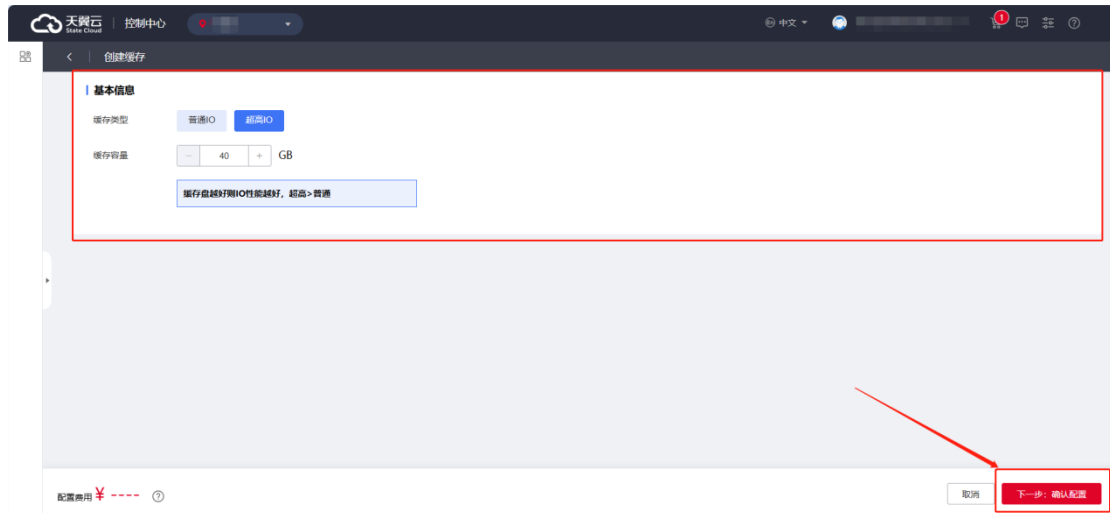 天翼云 State Cloud 控制中心 中文 1
创建缓存
基本信息
缓存类型 普通IO 超高IO
缓存容量 － 40 + GB
缓存盘越好则IO性能越好，超高>普通
配置费用 ¥ ---- ? 取消 下一步：确认配置